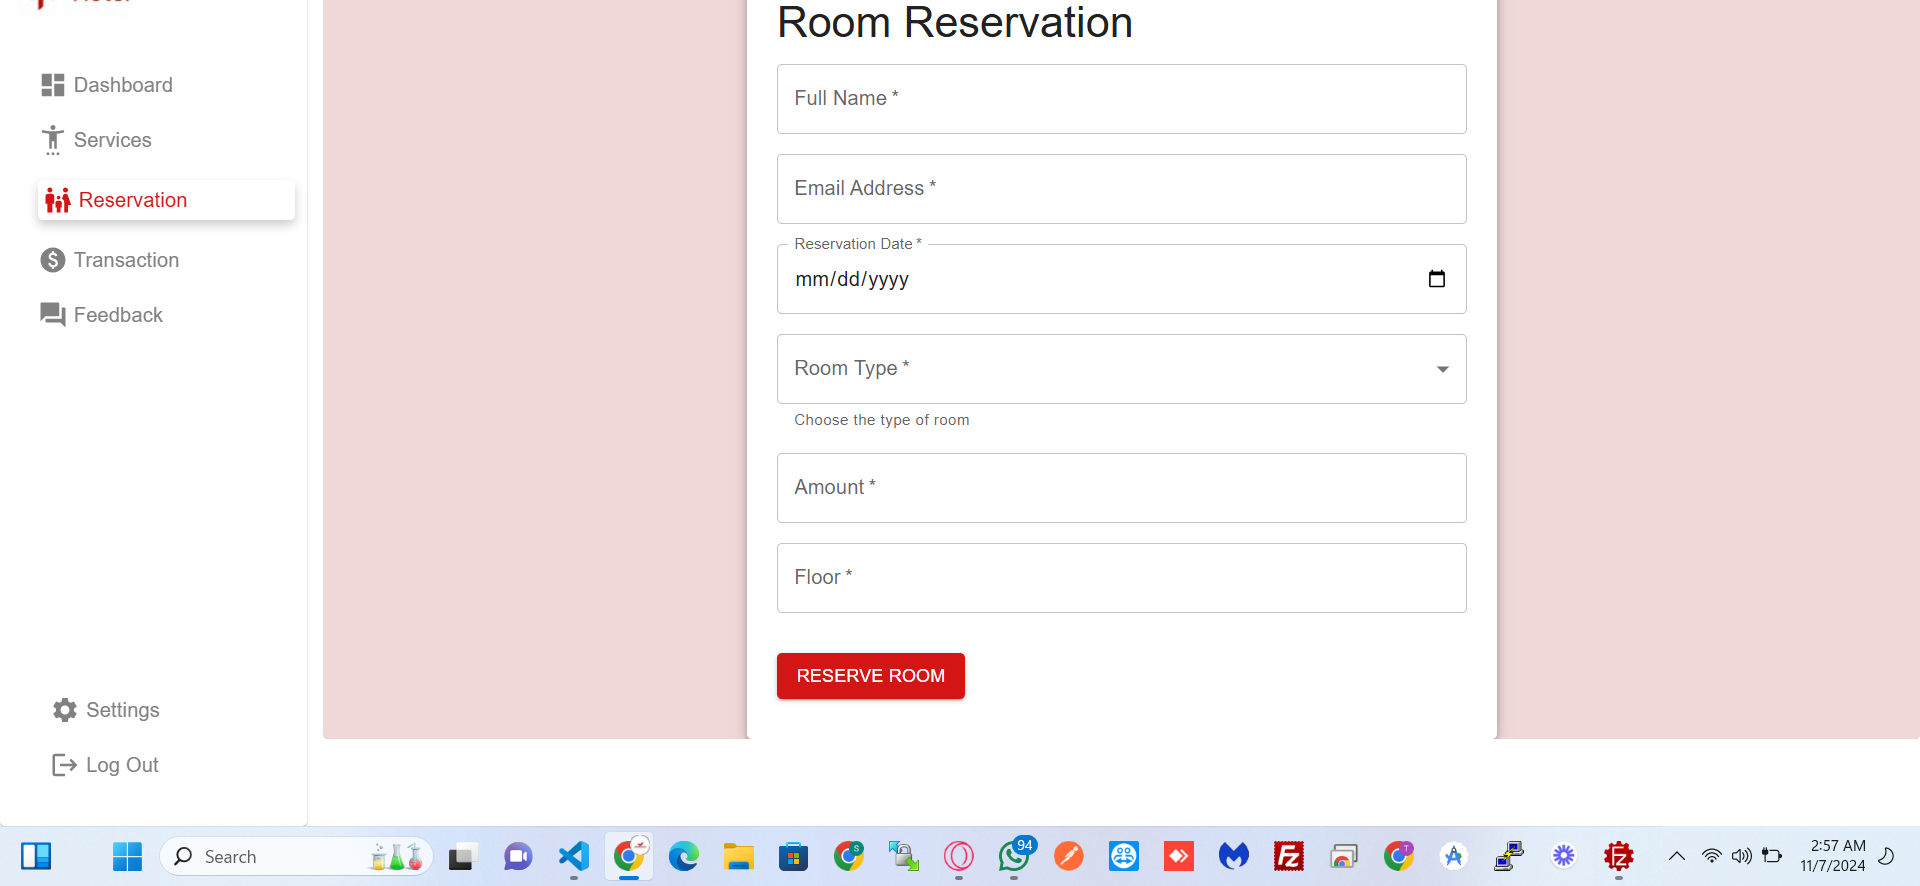 Dashboard
Services
Reservation
Transaction
Feedback
Settings
Log Out
Room Reservation
Full Name *
Email Address *
Reservation Date *
mm/dd/yyyy
Room Type *
Choose the type of room
Amount *
Floor *
RESERVE ROOM
Search
94
2:57 AM
11/7/2024